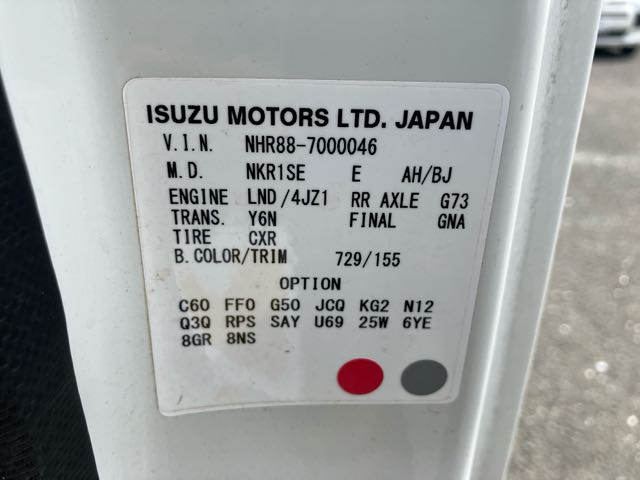 ISUZU MOTORS LTD. JAPAN
V.I.N. NHR88-7000046
M.D. NKR1SE E AH/BJ
ENGINE LND/4JZ1 RR AXLE G73
TRANS. Y6N FINAL GNA
TIRE CXR
B.COLOR/TRIM 729/155
OPTION
C60 FF0 G50 JCQ KG2 N12
Q3Q RPS SAY U69 25W 6YE
8GR 8NS